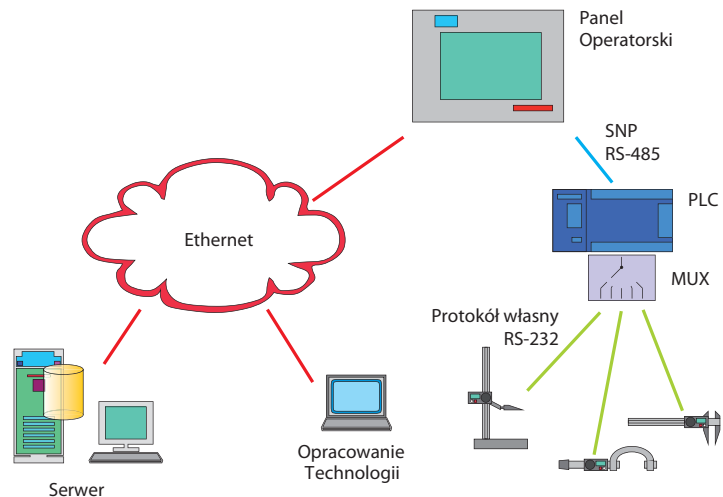 Panel
Operatorski
SNP
RS-485
PLC
Ethernet
MUX
Protokół własny
RS-232
Opracowanie
Technologii
Serwer